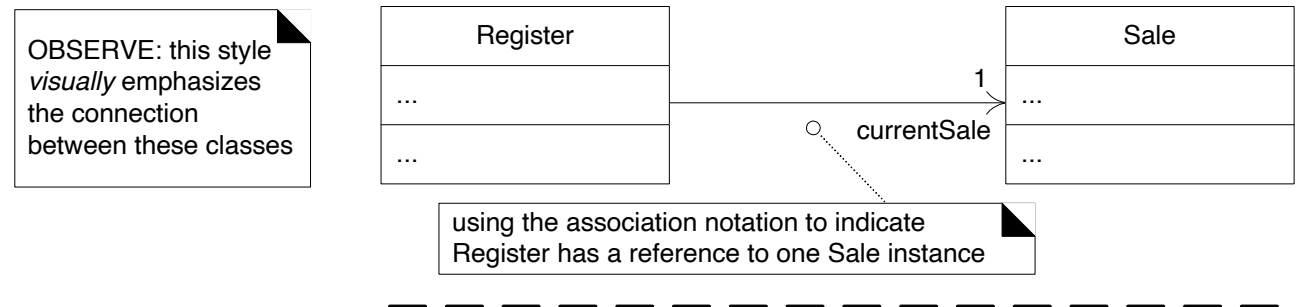 OBSERVE: this style
visually emphasizes
the connection
between these classes
Register
...
...
1
currentSale
Sale
...
...
using the association notation to indicate
Register has a reference to one Sale instance